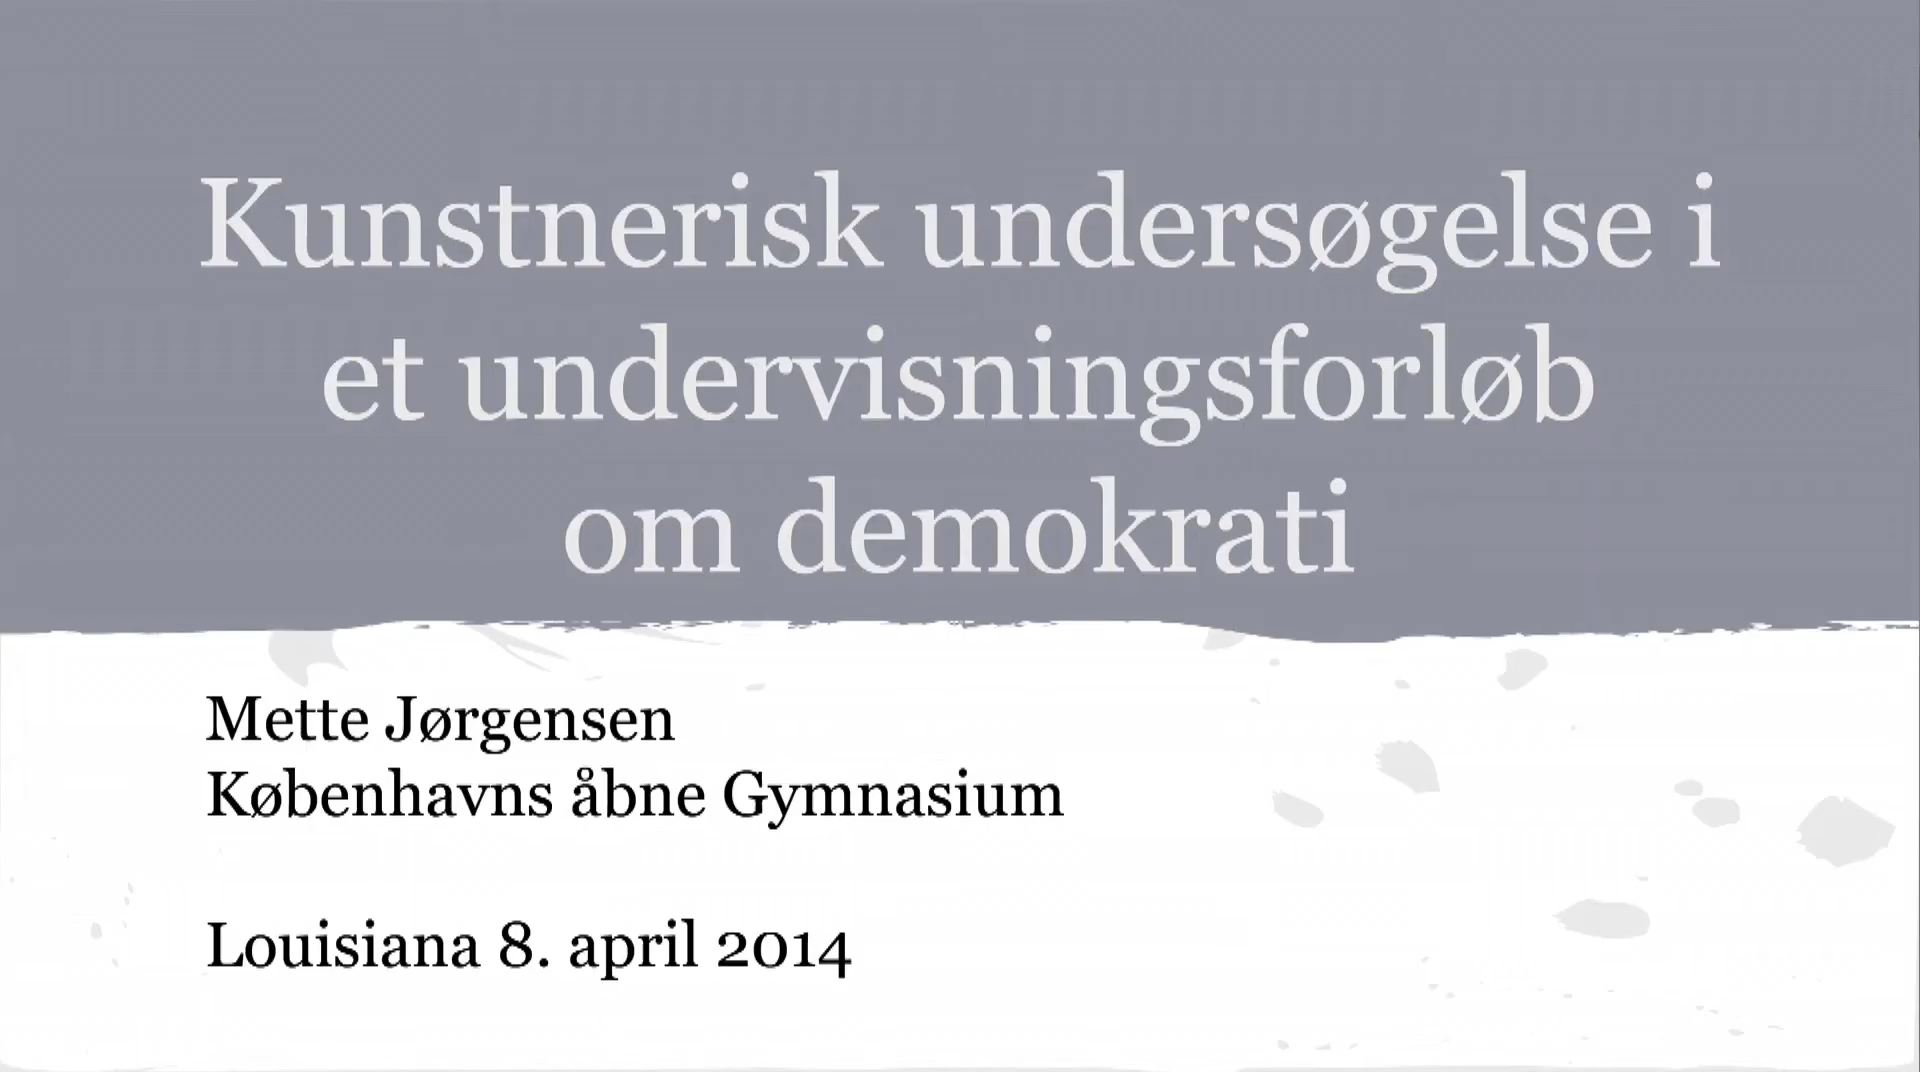 Kunstnerisk undersøgelse i
et undervisningsforløb
om demokrati
Mette Jørgensen
Københavns åbne Gymnasium
Louisiana 8. april 2014